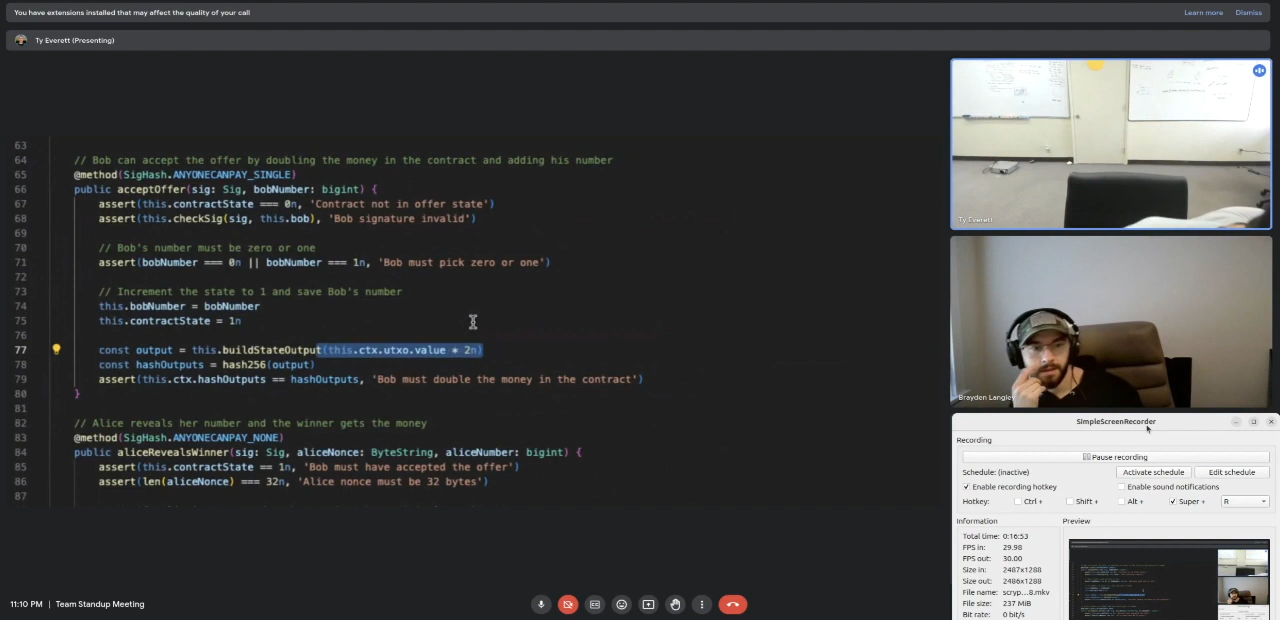 You have extensions installed that may affect the quality of your call
Learn more
Dismiss
Ty Everett (Presenting)
63
64 // Bob can accept the offer by doubling the money in the contract and adding his number
65 @method(SigHash.ANYONECANPAY_SINGLE)
66 public acceptOffer(sig: Sig, bobNumber: bigint) {
67 assert(this.contractState === 0n, 'Contract not in offer state')
68 assert(this.checkSig(sig, this.bob), 'Bob signature invalid')
69
70 // Bob's number must be zero or one
71 assert(bobNumber === 0n || bobNumber === 1n, 'Bob must pick zero or one')
72
73 // Increment the state to 1 and save Bob's number
74 this.bobNumber = bobNumber
75 this.contractState = 1n
76
77 const output = this.buildStateOutput(this.ctx.utxo.value * 2n)
78 const hashOutputs = hash256(output)
79 assert(this.ctx.hashOutputs == hashOutputs, 'Bob must double the money in the contract')
80 }
81
82 // Alice reveals her number and the winner gets the money
83 @method(SigHash.ANYONECANPAY_NONE)
84 public aliceRevealsWinner(sig: Sig, aliceNonce: ByteString, aliceNumber: bigint) {
85 assert(this.contractState == 1n, 'Bob must have accepted the offer')
86 assert(len(aliceNonce) === 32n, 'Alice nonce must be 32 bytes')
87
Ty Everett
Brayden Langley
SimpleScreenRecorder
Recording
Pause recording
Schedule: (inactive)
Activate schedule
Edit schedule
Enable recording hotkey
Enable sound notifications
Hotkey:
Ctrl +
Shift +
Alt +
Super +
R
Information
Preview
Total time: 0:16:53
FPS in: 29.98
FPS out: 30.00
Size in: 2487x1288
Size out: 2486x1288
File name: scryp...8.mkv
File size: 237 MiB
Bit rate: 0 bit/s
11:10 PM | Team Standup Meeting